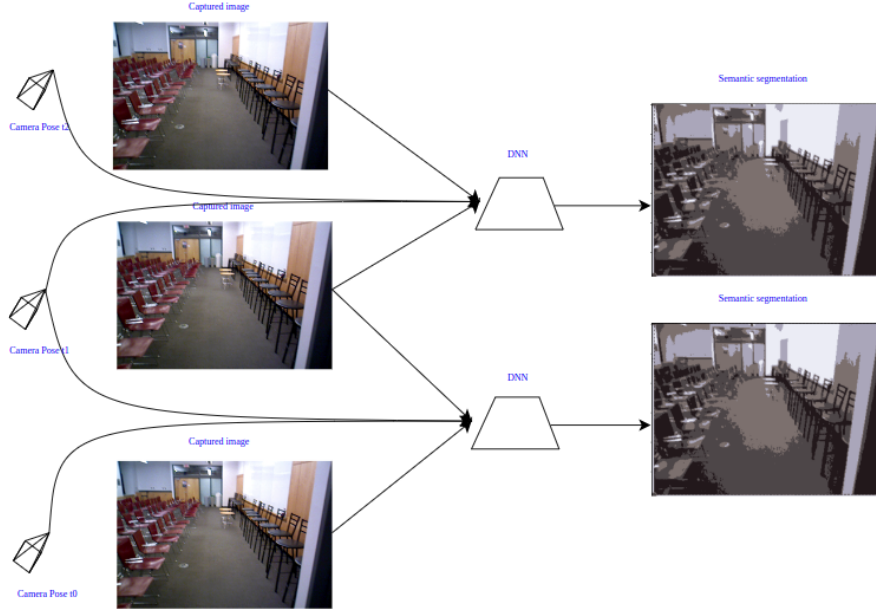 Captured image
Semantic segmentation
Camera Pose t2
DNN
Captured image
Semantic segmentation
Camera Pose t1
DNN
Captured image
Camera Pose t0